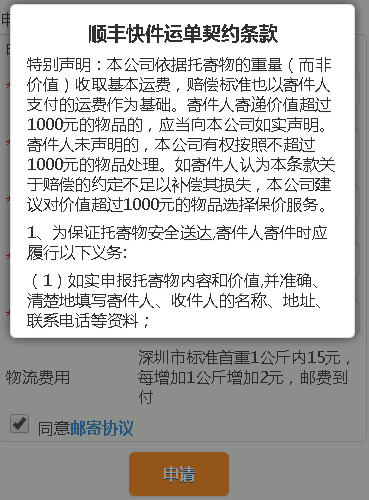 顺丰快件运单契约条款
特别声明：本公司依据托寄物的重量（而非
价值）收取基本运费，赔偿标准也以寄件人
支付的运费作为基础。寄件人寄递价值超过
1000元的物品的，应当向本公司如实声明。
寄件人未声明的，本公司有权按照不超过
1000元的物品处理。如寄件人认为本条款关
于赔偿的约定不足以补偿其损失，本公司建
议对价值超过1000元的物品选择保价服务。
1、为保证托寄物安全送达,寄件人寄件时应
履行以下义务:
（1）如实申报托寄物内容和价值,并准确、
清楚地填写寄件人、收件人的名称、地址、
联系电话等资料；
深圳市标准首重1公斤内15元，
物流费用 每增加1公斤增加2元，邮费到
付
同意邮寄协议
申请